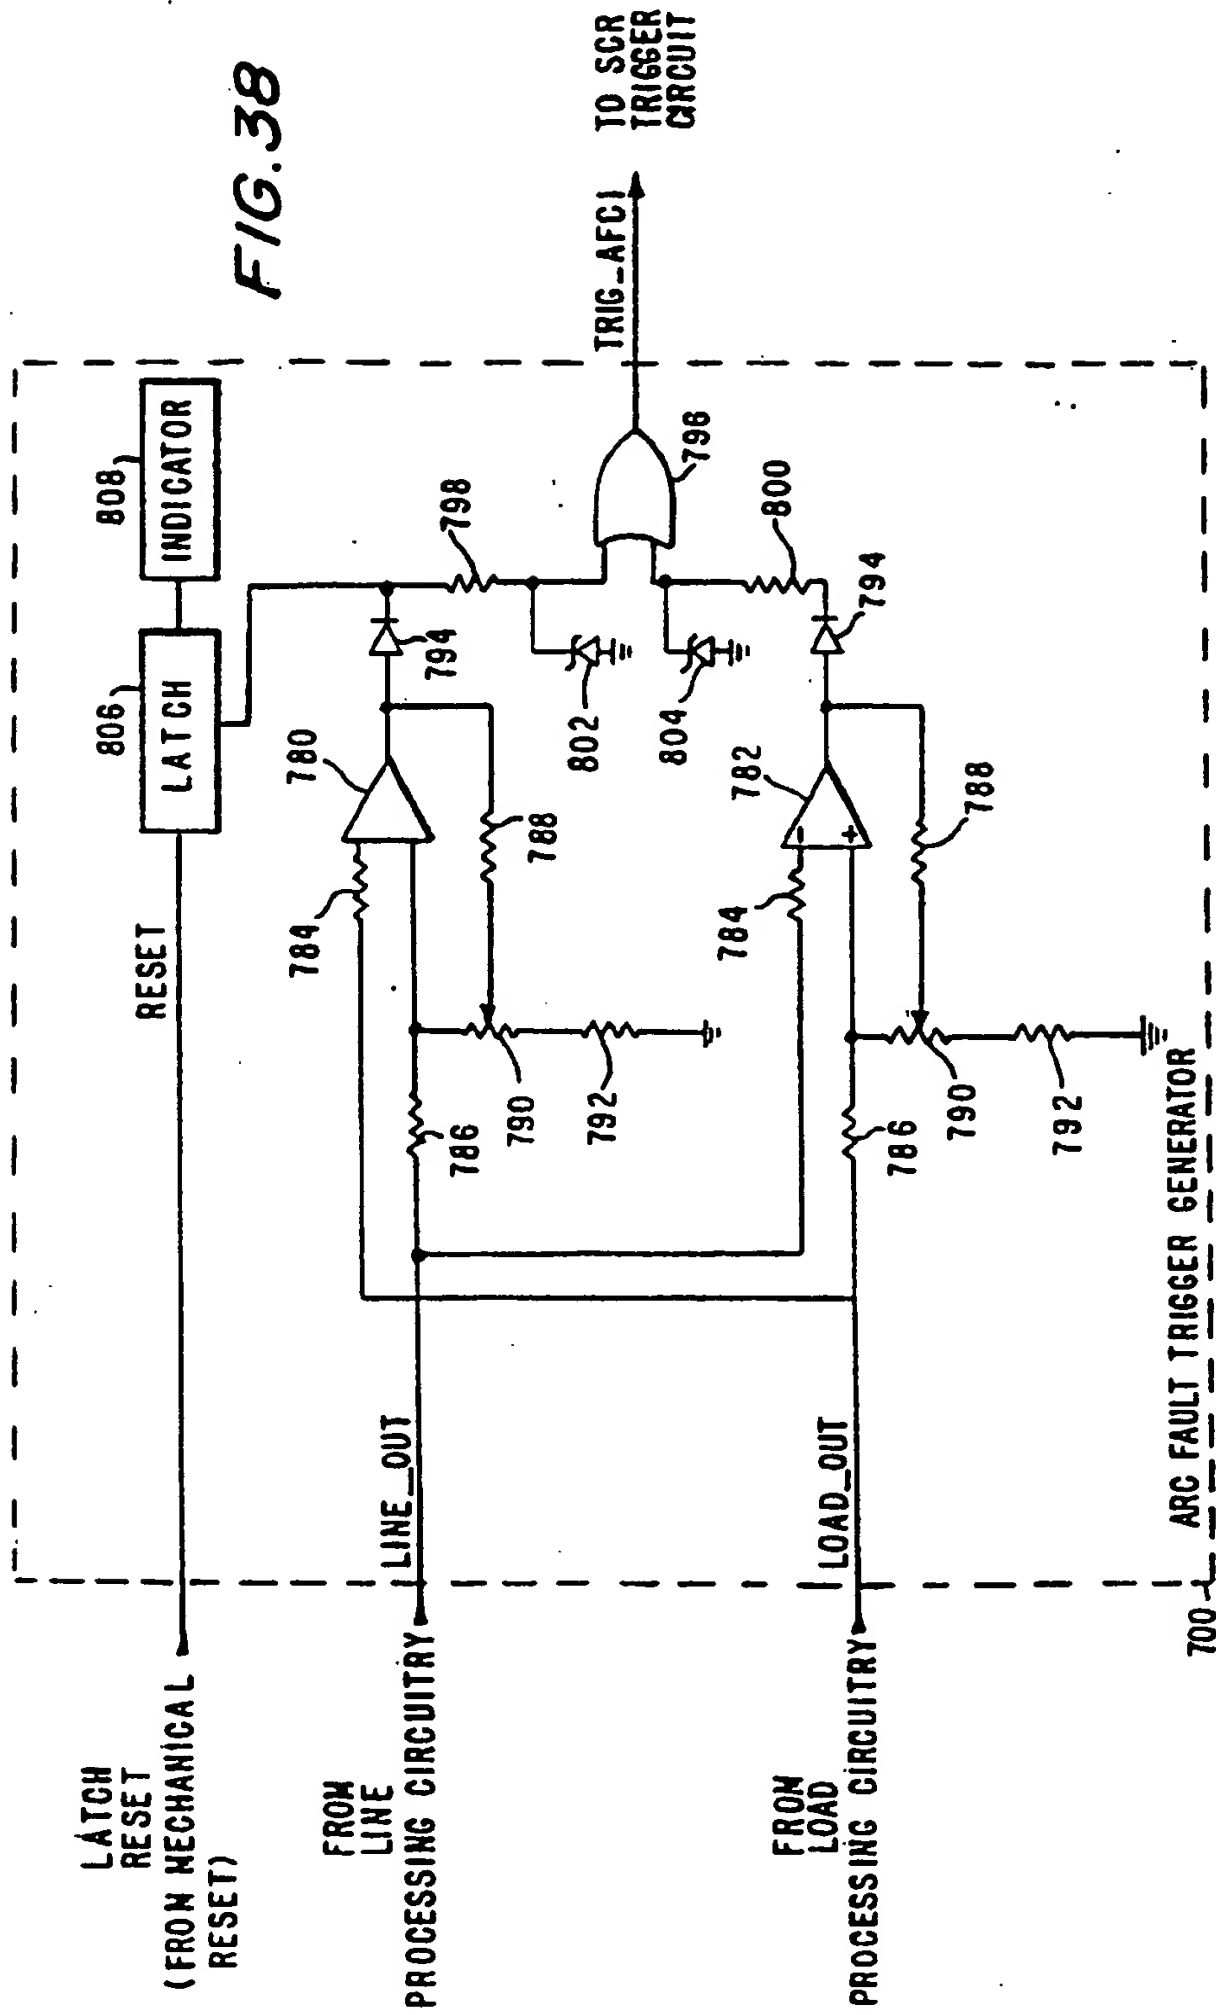 FIG.38
LATCH
RESET
(FROM MECHANICAL
RESET)
RESET
806
LATCH
808
INDICATOR
FROM
LINE
PROCESSING CIRCUITRY
LINE_OUT
784
780
786
790
792
788
794
798
802
804
796
TRIG_AFCI
TO SCR
TRIGGER
CIRCUIT
FROM
LOAD
PROCESSING CIRCUITRY
LOAD_OUT
784
782
-
+
786
790
792
788
794
800
ARC FAULT TRIGGER GENERATOR
700